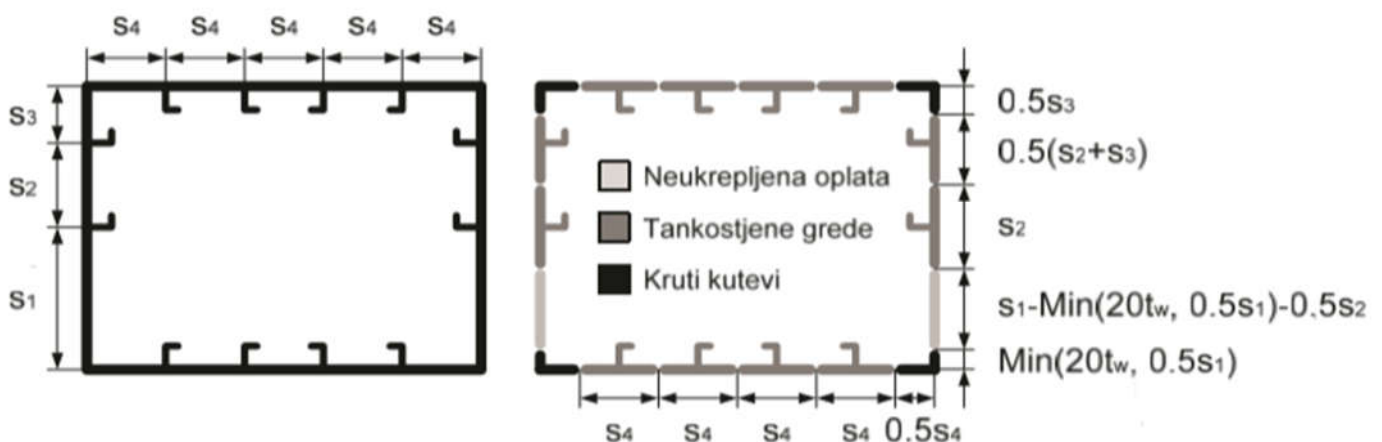 S4 S4 S4 S4 S4
S3
S2
S1
Neukrepljena oplata
Tankostjene grede
Kruti kutevi
0.5s3
0.5(s2+s3)
s2
s1-Min(20tw, 0.5s1)-0.5s2
Min(20tw, 0.5s1)
S4 S4 S4 S4 0.5s4